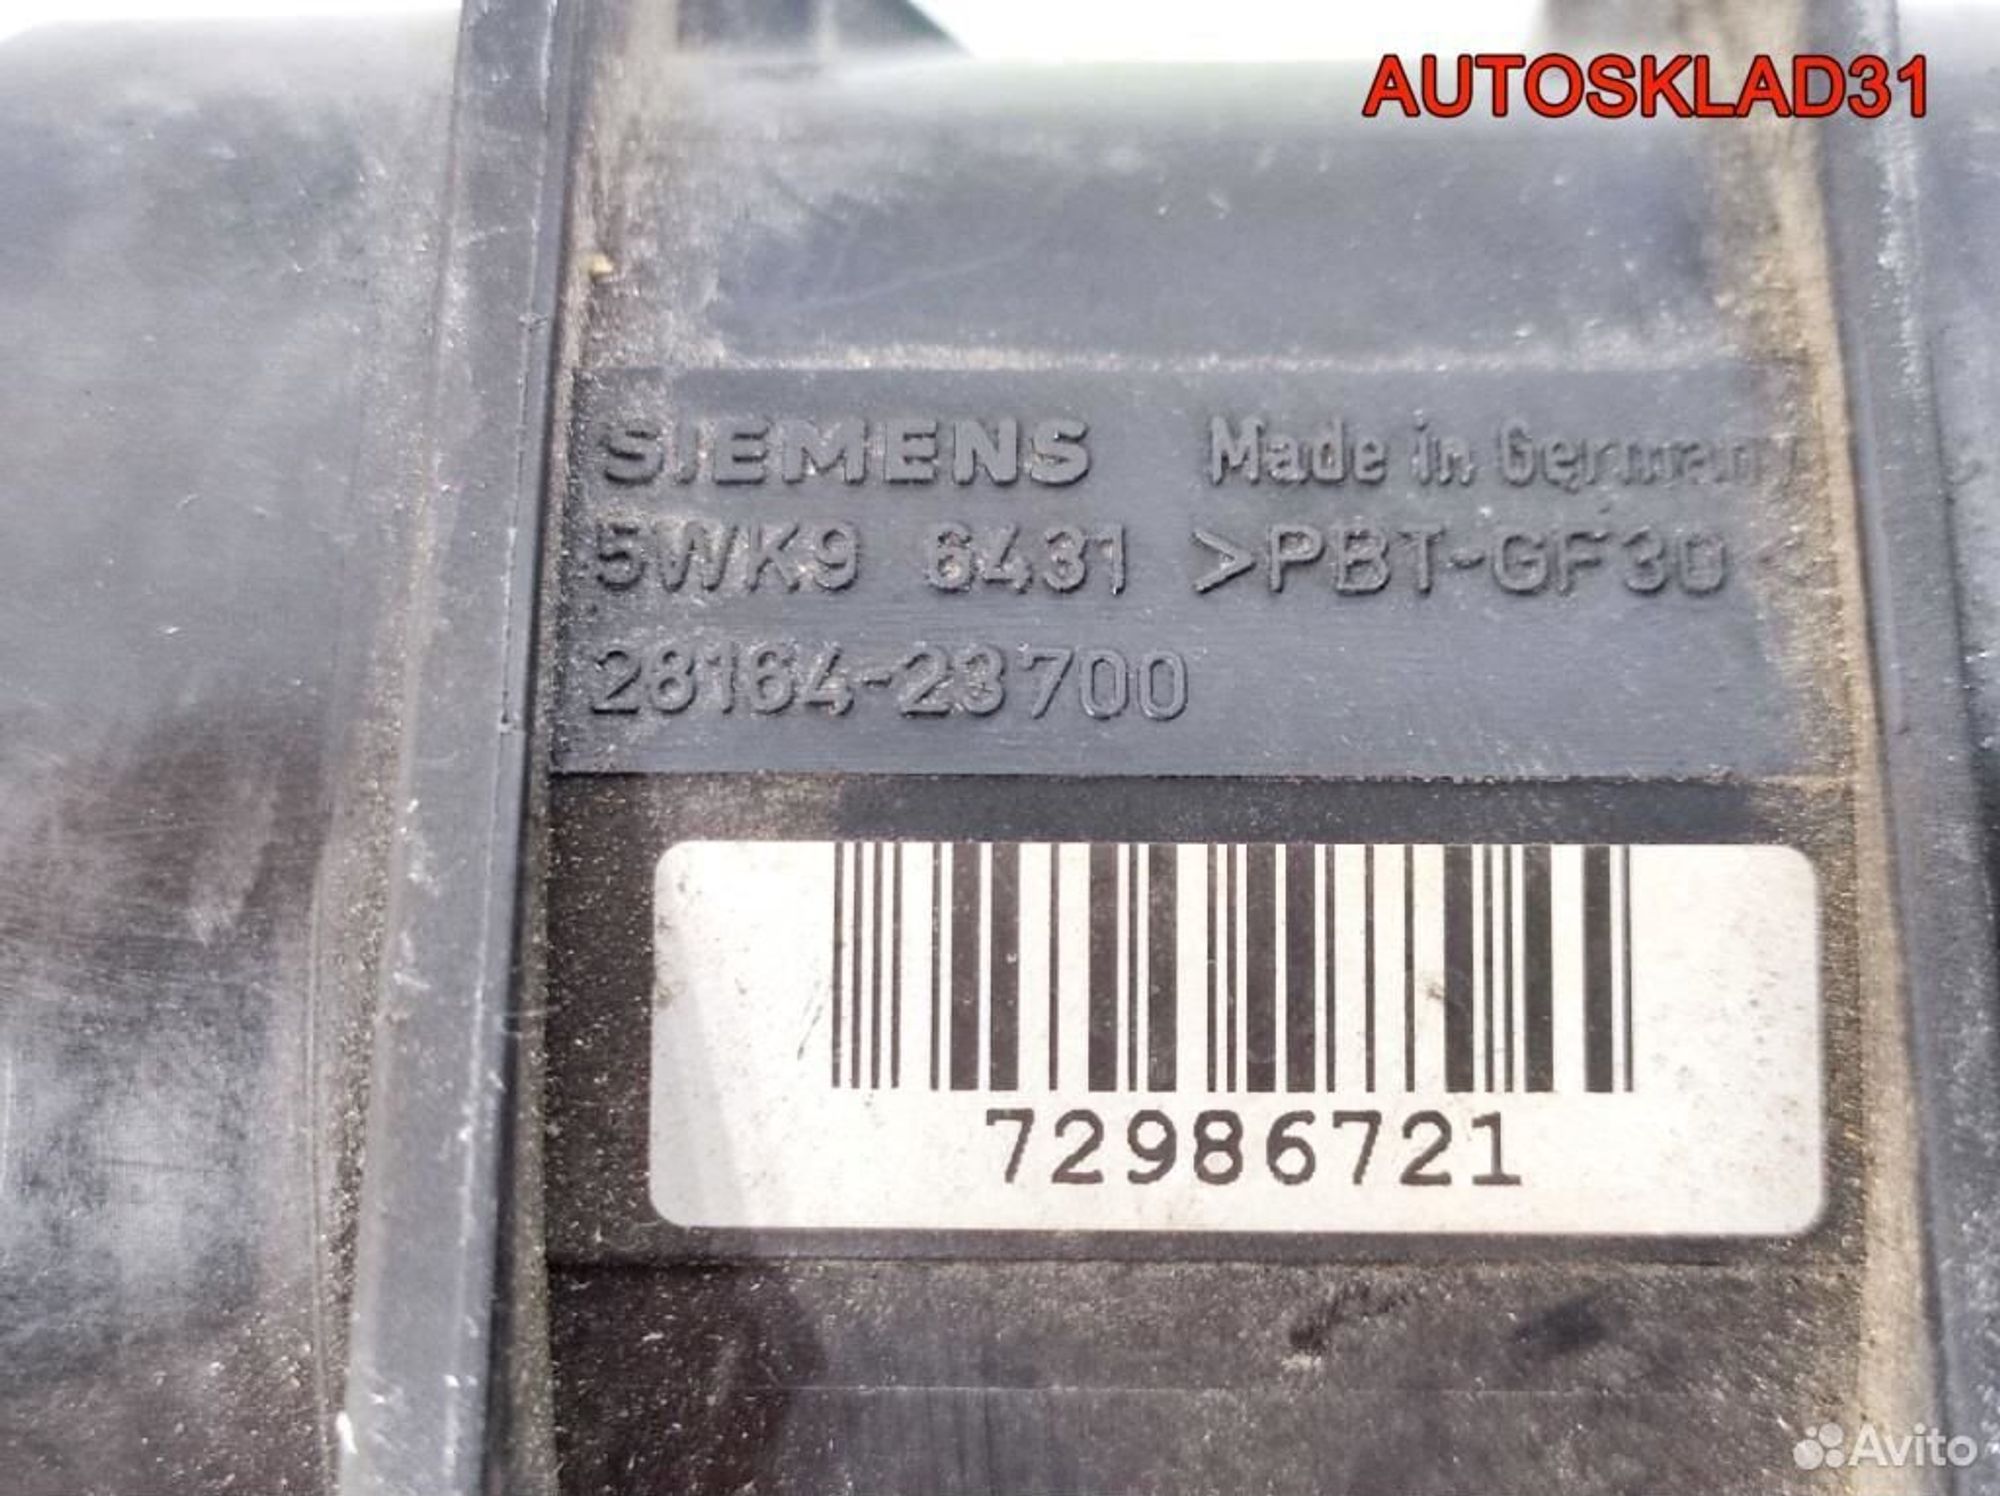 AUTOSKLAD31
SIEMENS Made in Germany
5WK9 6431 >PBT-GF30<
28164-23700
72986721
Avito